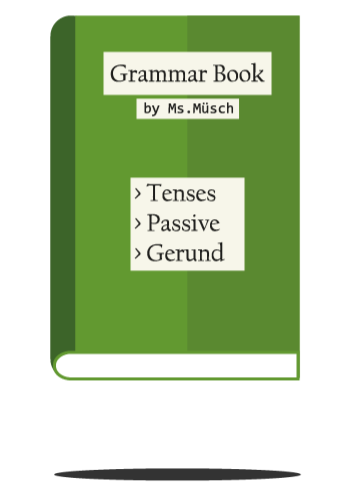 Grammar Book
by Ms.Müsch
> Tenses
> Passive
> Gerund